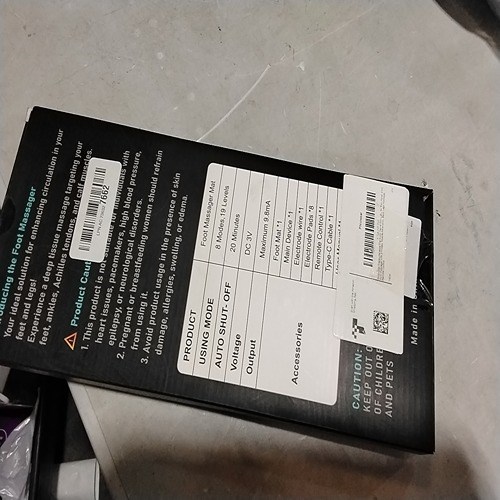 oducing the Foot Massager
Your ideal solution for enhancing circulation in your
feet and legs!
Experience a deep tissue massage targeting your
feet, ankles, Achilles tendons, and calf muscles.
Product Caut
1. This product is not for individuals with
heart issues, pacemakers, high blood pressure,
epilepsy, or neurological disorders.
2. Pregnant or breastfeeding women should refrain
from using it.
3. Avoid product usage in the presence of skin
damage, allergies, swelling, or edema.
1662
PRODUCT Foot Massager Mat
USING MODE 8 Modes,19 Levels
AUTO SHUT- OFF 20 Minutes
Voltage DC 3V
Output Maximum 9.8mA
Accessories
Foot Mat *1
Main Device *1
Electrode wire *1
Electrode Pads *8
Remote Control *1
Type-C Cable *1
CAUTION:
KEEP OUT O
OF CHILDRE
AND PETS
Made in